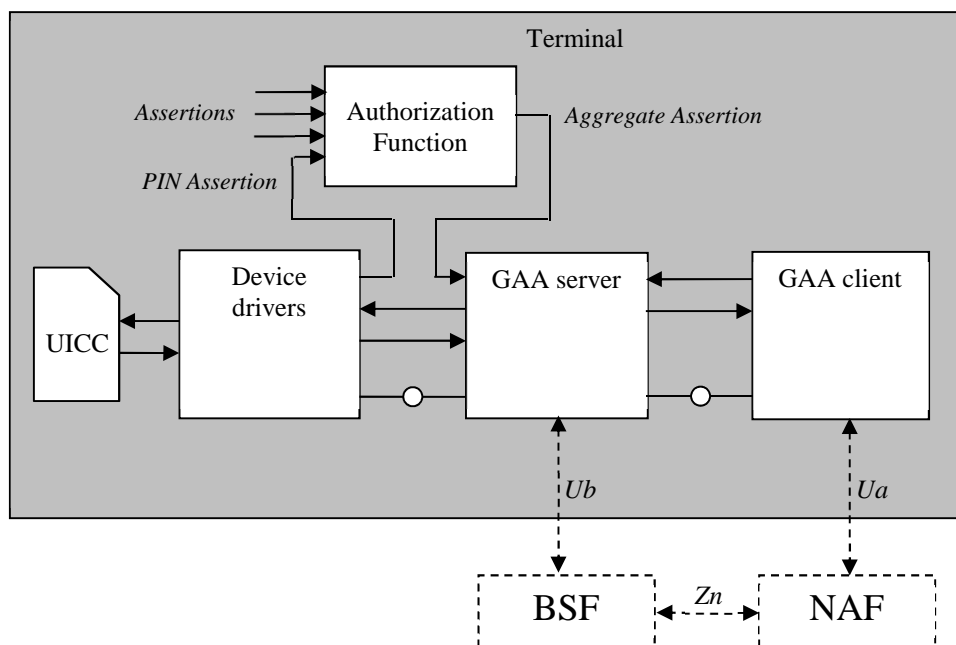 Terminal
Assertions
Authorization
Function
Aggregate Assertion
PIN Assertion
UICC
Device
drivers
GAA server
GAA client
Ub
Ua
BSF
Zn
NAF